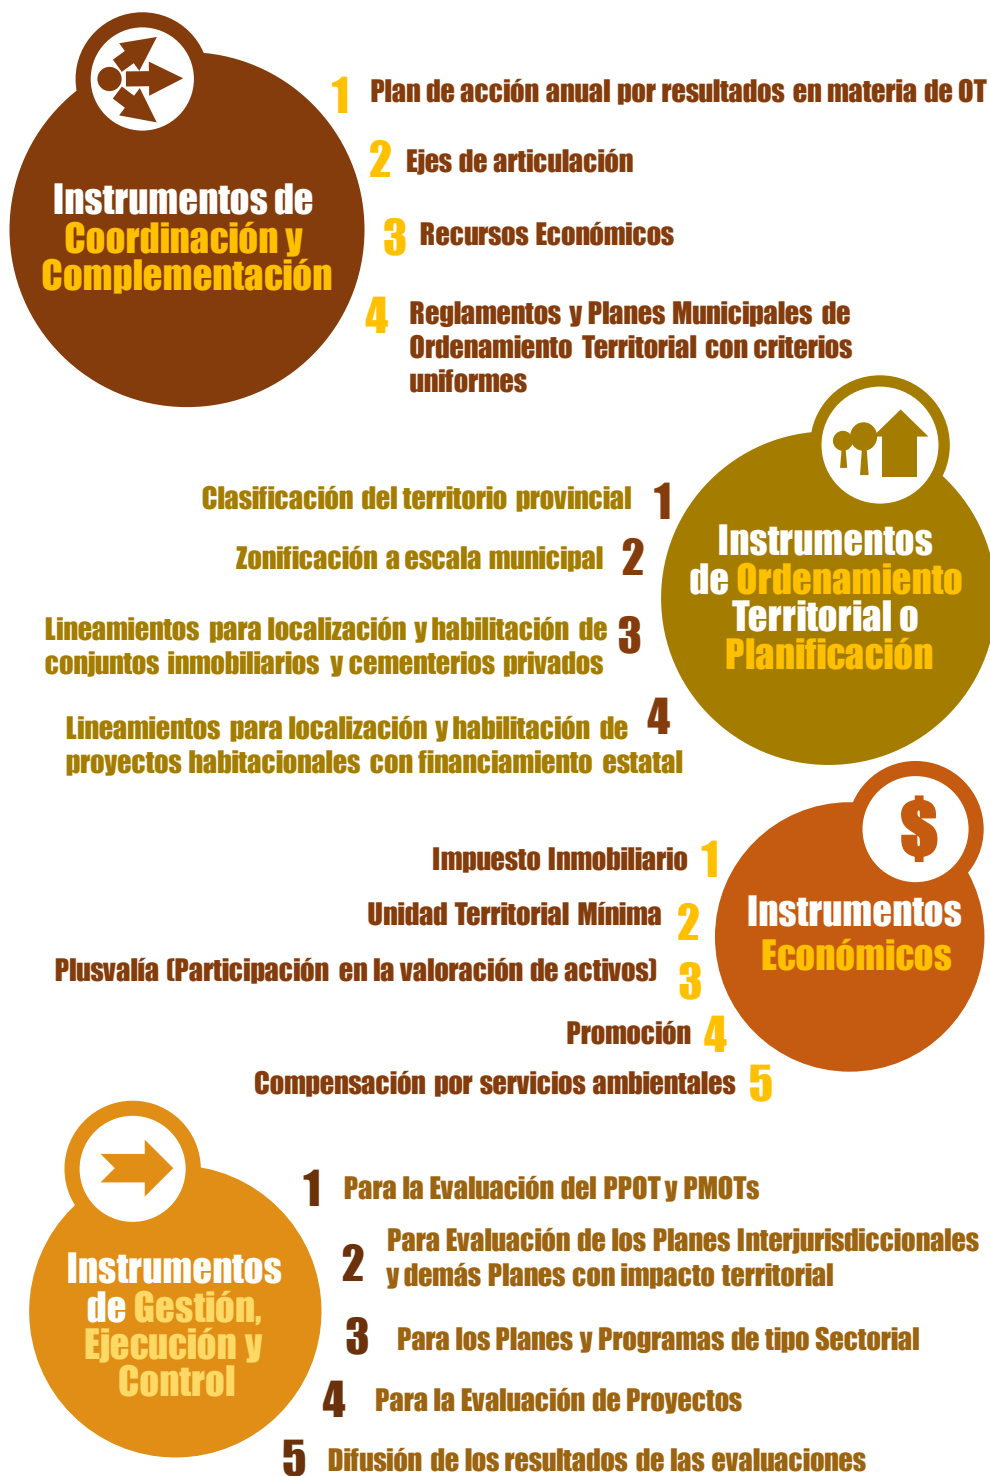 Instrumentos de
Coordinación y
Complementación
1 Plan de acción anual por resultados en materia de OT
2 Ejes de articulación
3 Recursos Económicos
4 Reglamentos y Planes Municipales de
Ordenamiento Territorial con criterios
uniformes
Instrumentos
de Ordenamiento
Territorial o
Planificación
Clasificación del territorio provincial 1
Zonificación a escala municipal 2
Lineamientos para localización y habilitación de 3
conjuntos inmobiliarios y cementerios privados
Lineamientos para localización y habilitación de 4
proyectos habitacionales con financiamiento estatal
$
Instrumentos
Económicos
Impuesto Inmobiliario 1
Unidad Territorial Mínima 2
Plusvalía (Participación en la valoración de activos) 3
Promoción 4
Compensación por servicios ambientales 5
Instrumentos
de Gestión,
Ejecución y
Control
1 Para la Evaluación del PPOT y PMOTs
2 Para Evaluación de los Planes Interjurisdiccionales
y demás Planes con impacto territorial
3 Para los Planes y Programas de tipo Sectorial
4 Para la Evaluación de Proyectos
5 Difusión de los resultados de las evaluaciones